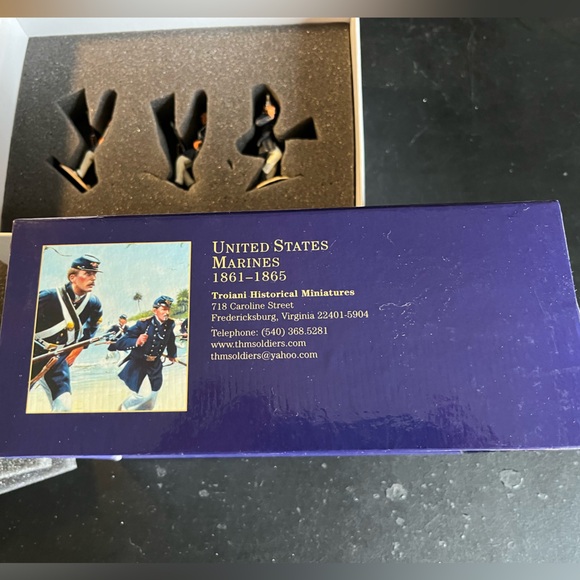 UNITED STATES
MARINES
1861–1865
Troiani Historical Miniatures
718 Caroline Street
Fredericksburg, Virginia 22401-5904
Telephone: (540) 368.5281
www.thmsoldiers.com
thmsoldiers@yahoo.com